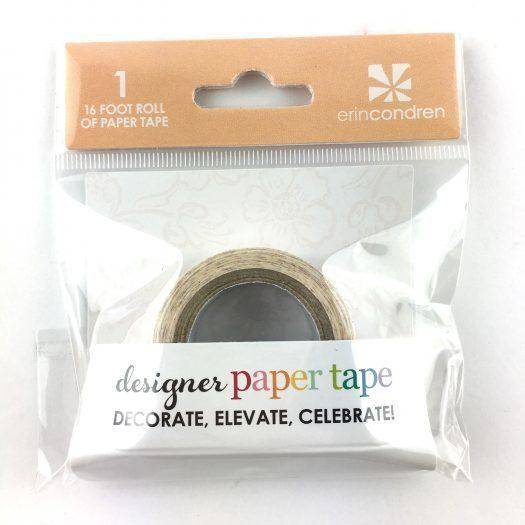 1
16 FOOT ROLL
OF PAPER TAPE
erincondren
designer paper tape
DECORATE, ELEVATE, CELEBRATE!